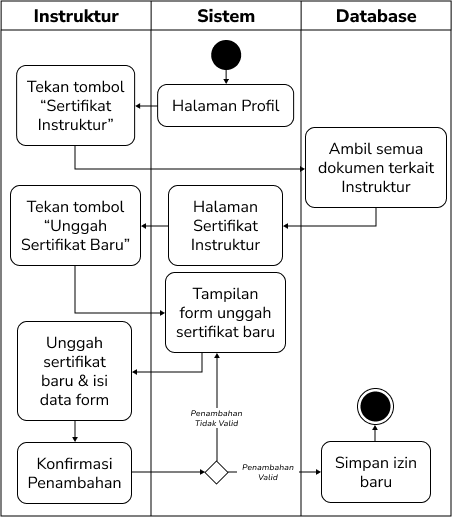 Instruktur
Sistem
Database
Halaman Profil
Tekan tombol
“Sertifikat
Instruktur”
Ambil semua
dokumen terkait
Instruktur
Halaman
Sertifikat
Instruktur
Tekan tombol
“Unggah
Sertifikat Baru”
Tampilan
form unggah
sertifikat baru
Unggah
sertifikat
baru & isi
data form
Konfirmasi
Penambahan
Penambahan
Tidak Valid
Penambahan
Valid
Simpan izin
baru